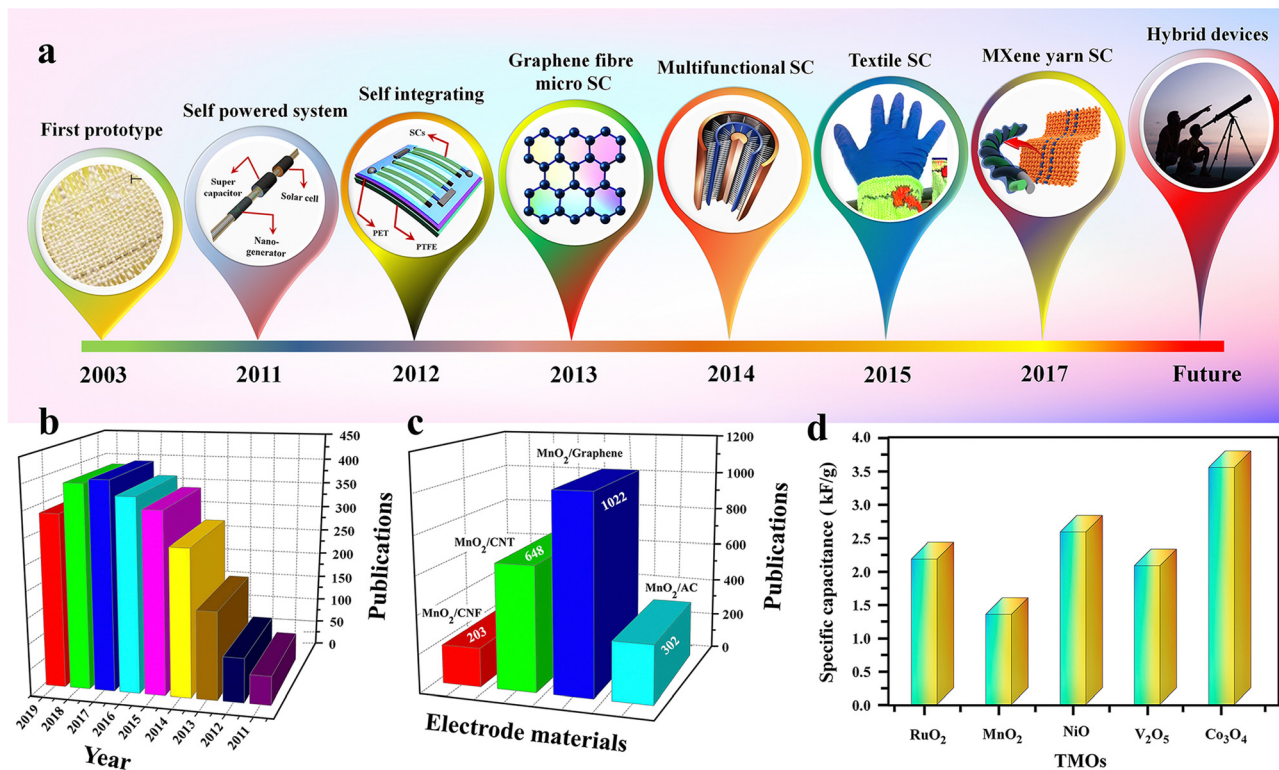 a
First prototype
Self powered system
Self integrating
Graphene fibre
micro SC
Multifunctional SC
Textile SC
MXene yarn SC
Hybrid devices
Super
capacitor
Solar cell
Nano-
generator
SCs
PET
PTFE
2003
2011
2012
2013
2014
2015
2017
Future
b
450
400
350
300
250
200
150
100
50
0
Publications
2019
2018
2017
2016
2015
2014
2013
2012
2011
Year
c
MnO₂/CNF
203
MnO₂/CNT
648
MnO₂/Graphene
1022
MnO₂/AC
302
1200
1000
800
600
400
200
0
Publications
Electrode materials
d
Specific capacitance ( kF/g)
4.0
3.5
3.0
2.5
2.0
1.5
1.0
0.5
0.0
RuO₂
MnO₂
NiO
V₂O₅
Co₃O₄
TMOs